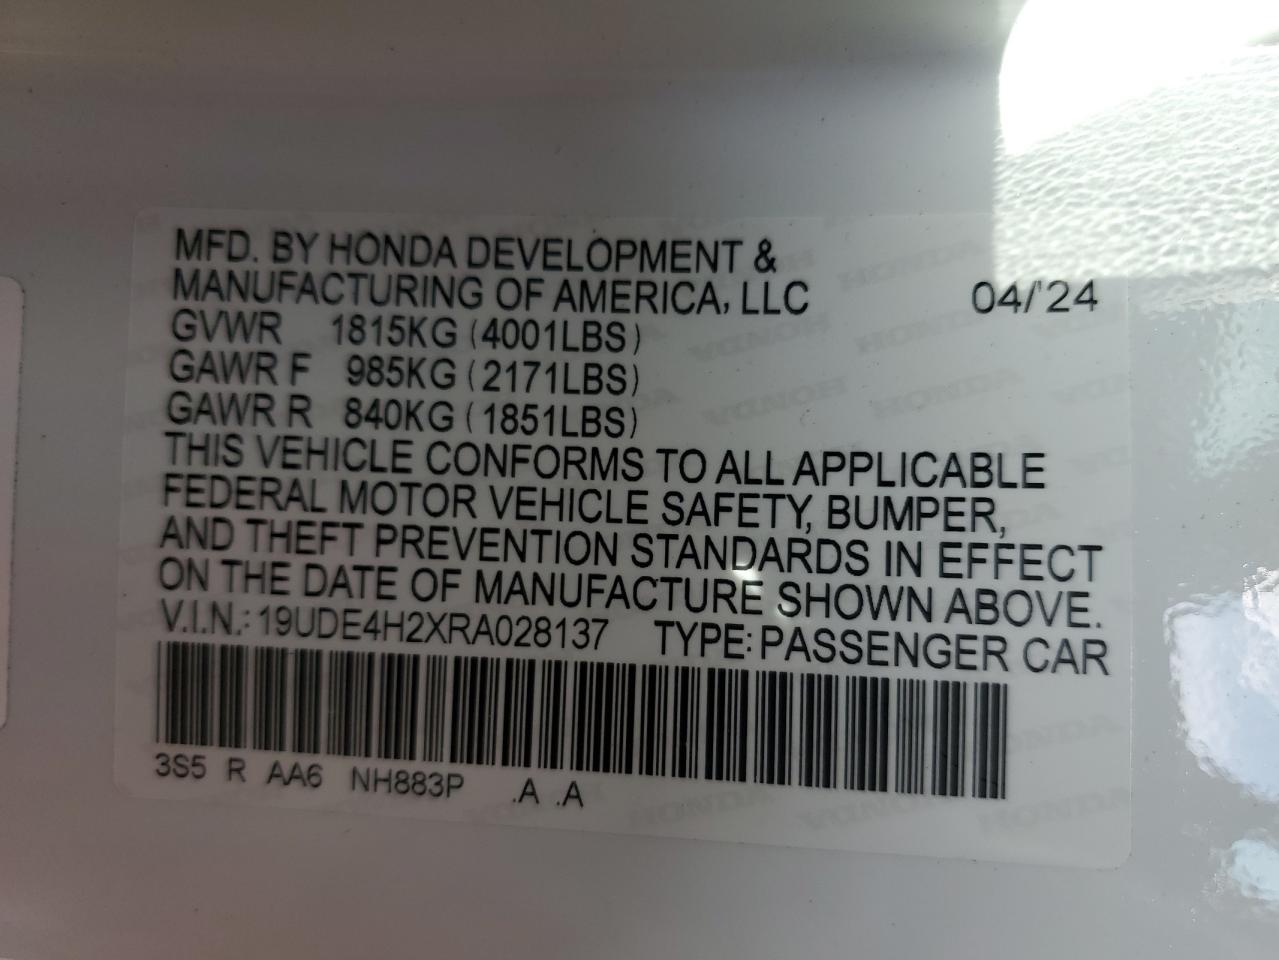 MFD. BY HONDA DEVELOPMENT &
MANUFACTURING OF AMERICA, LLC 04/'24
GVWR 1815KG (4001LBS)
GAWR F 985KG (2171LBS)
GAWR R 840KG (1851LBS)
THIS VEHICLE CONFORMS TO ALL APPLICABLE
FEDERAL MOTOR VEHICLE SAFETY, BUMPER,
AND THEFT PREVENTION STANDARDS IN EFFECT
ON THE DATE OF MANUFACTURE SHOWN ABOVE.
V.I.N.: 19UDE4H2XRA028137 TYPE: PASSENGER CAR
3S5 R AA6 NH883P .A .A